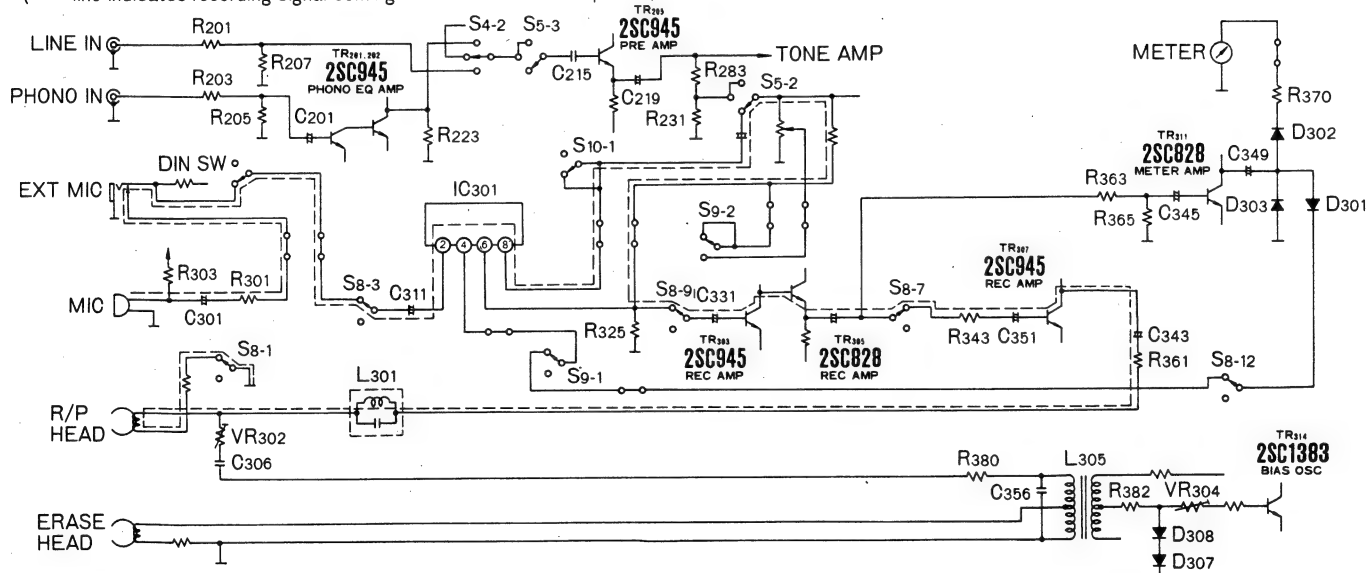 line indicates recording signal
TR205
2SC945
PRE AMP
S4-2
S5-3
R201
LINE IN
R207
TR201, 202
2SC945
PHONO EQ AMP
C215
TONE AMP
METER
R203
PHONO IN
R205
C201
R223
C219
R283
R231
S5-2
R370
D302
TR311
2SC828
METER AMP
C349
DIN SW
S10-1
EXT MIC
IC301
R363
R365
C345
D303
D301
S9-2
2
4
6
8
R303
R301
MIC
C301
S8-3
C311
TR307
2SC945
REC AMP
S8-9
C331
S8-7
R325
R343
C351
C343
R361
TR303
2SC945
REC AMP
TR305
2SC828
REC AMP
S8-1
S9-1
S8-12
L301
R/P
HEAD
VR302
C306
R380
L305
C356
R382
VR304
TR314
2SC1383
BIAS OSC
ERASE
HEAD
D308
D307